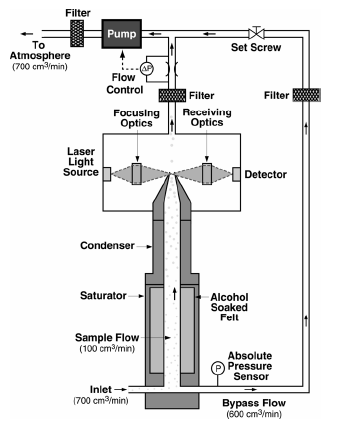 Filter
Pump
To
Atmosphere
(700 cm³/min)
Set Screw
ΔP
Flow
Control
Filter
Filter
Focusing
Optics
Receiving
Optics
Laser
Light
Source
Detector
Condenser
Saturator
Alcohol
Soaked
Felt
Sample Flow
(100 cm³/min)
Absolute
Pressure
Sensor
P
Inlet
(700 cm³/min)
Bypass Flow
(600 cm³/min)